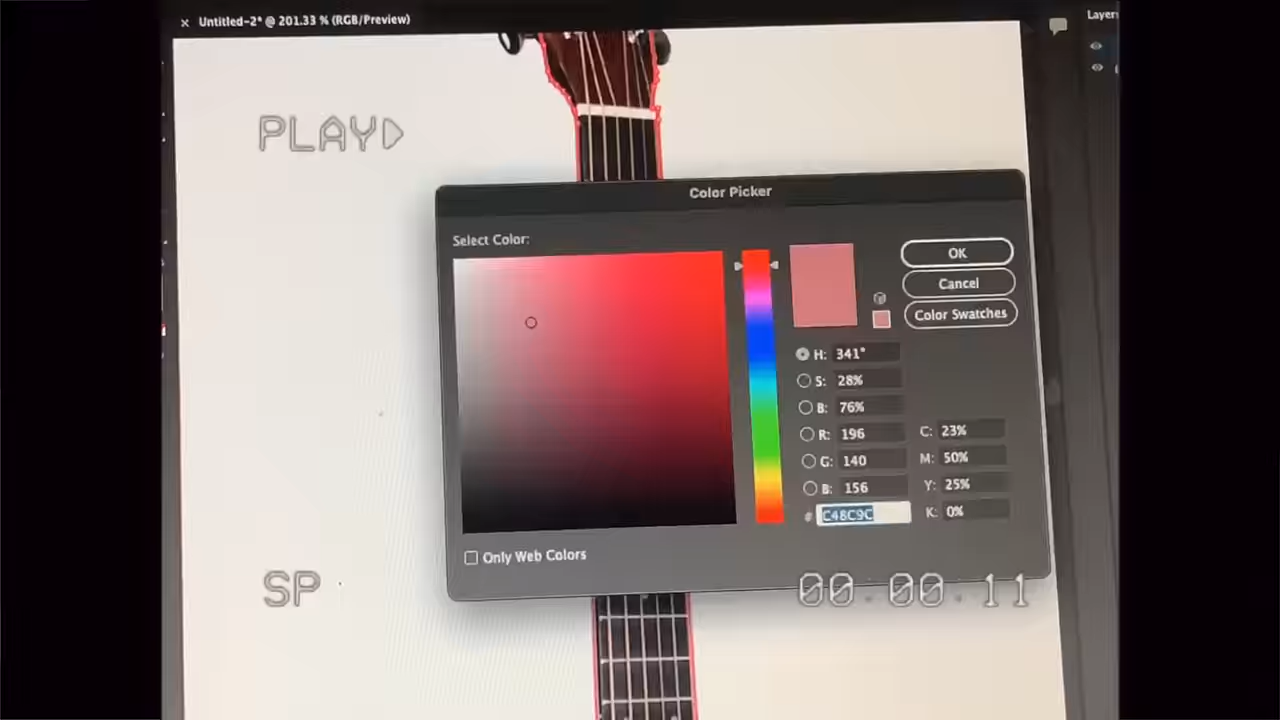 × Untitled-2* @ 201.33 % (RGB/Preview)
Layers
PLAY
Color Picker
Select Color:
OK
Cancel
Color Swatches
H: 341°
S: 28%
B: 76%
R: 196
C: 23%
G: 140
M: 50%
B: 156
Y: 25%
# C48C9C
K: 0%
Only Web Colors
SP
00.00.11